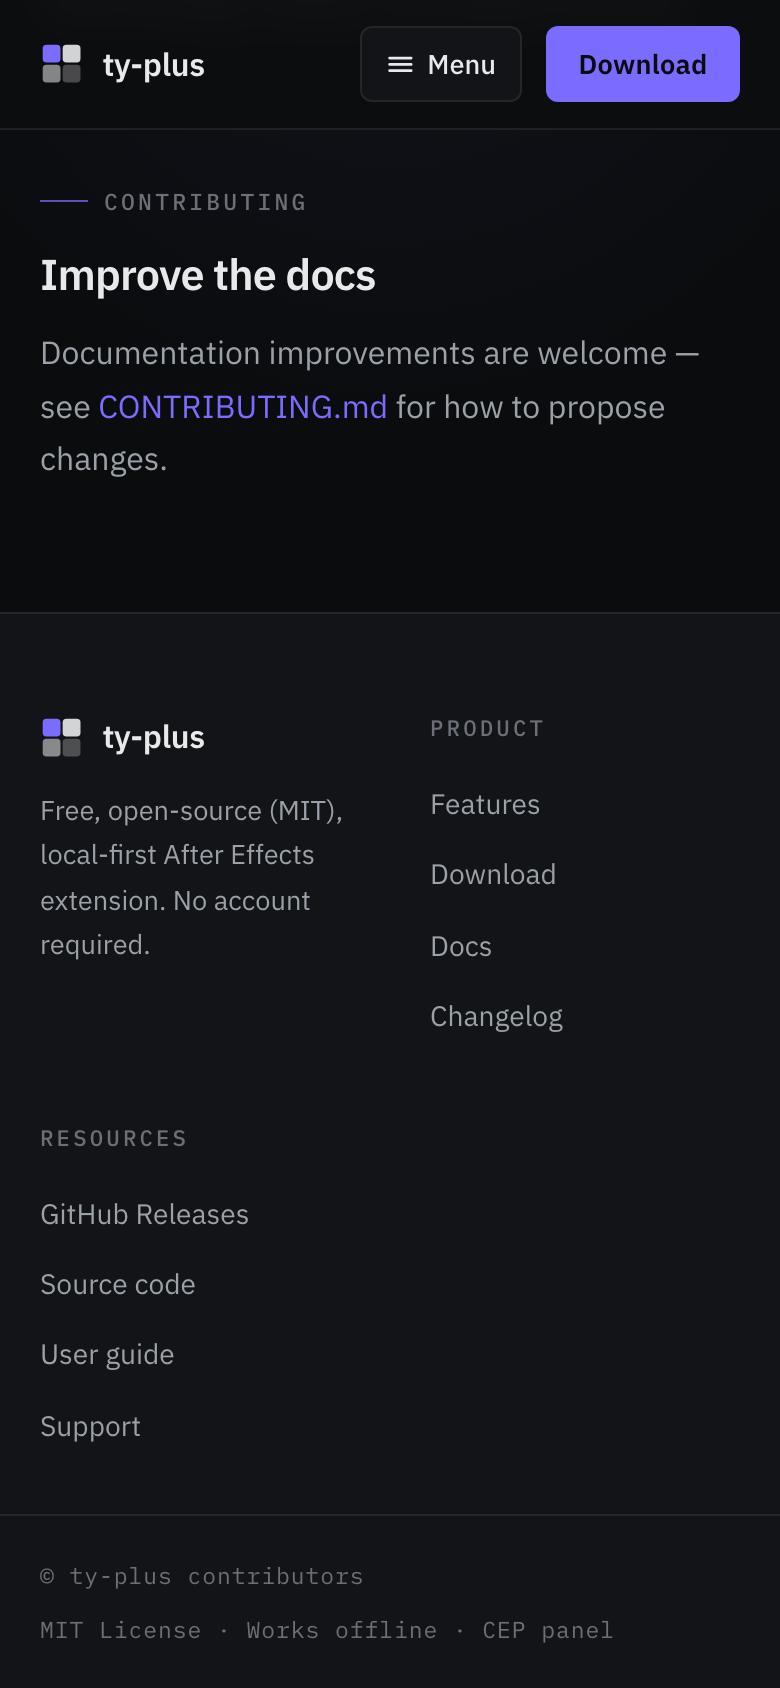 ty-plus
Menu
Download
CONTRIBUTING
Improve the docs
Documentation improvements are welcome —
see CONTRIBUTING.md for how to propose
changes.
ty-plus
Free, open-source (MIT),
local-first After Effects
extension. No account
required.
PRODUCT
Features
Download
Docs
Changelog
RESOURCES
GitHub Releases
Source code
User guide
Support
© ty-plus contributors
MIT License · Works offline · CEP panel